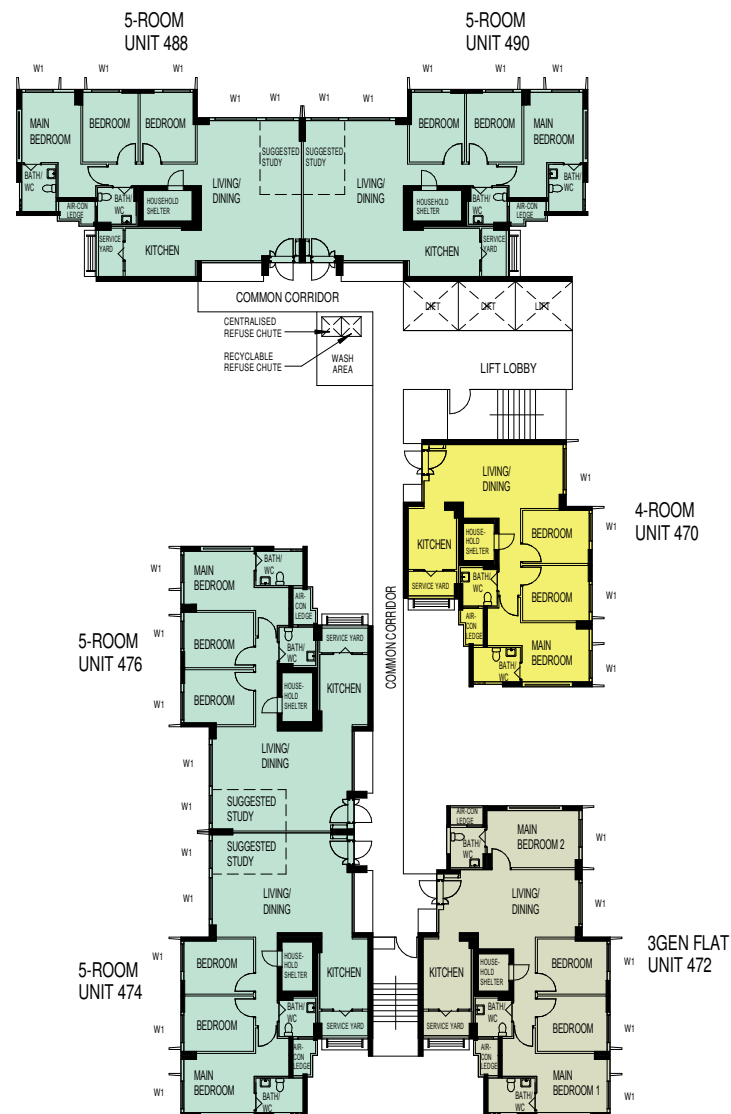 5-ROOM
UNIT 488
5-ROOM
UNIT 490
W1
W1
W1
W1
W1
W1
W1
W1
W1
W1
MAIN
BEDROOM
BEDROOM
BEDROOM
SUGGESTED
STUDY
SUGGESTED
STUDY
BEDROOM
BEDROOM
MAIN
BEDROOM
BATH/
WC
AIR-CON
LEDGE
BATH/
WC
HOUSEHOLD
SHELTER
LIVING/
DINING
LIVING/
DINING
HOUSEHOLD
SHELTER
BATH/
WC
AIR-CON
LEDGE
BATH/
WC
SERVICE
YARD
KITCHEN
KITCHEN
SERVICE
YARD
COMMON CORRIDOR
LIFT
LIFT
LIFT
CENTRALISED
REFUSE CHUTE
RECYCLABLE
REFUSE CHUTE
WASH
AREA
LIFT LOBBY
LIVING/
DINING
W1
4-ROOM
UNIT 470
KITCHEN
HOUSE-
HOLD
SHELTER
BEDROOM
W1
BATH/
WC
SERVICE YARD
BEDROOM
W1
AIR-
CON
LEDGE
MAIN
BEDROOM
BATH/
WC
W1
COMMON CORRIDOR
5-ROOM
UNIT 476
W1
MAIN
BEDROOM
BATH/
WC
AIR-
CON
LEDGE
W1
BEDROOM
BATH/
WC
SERVICE YARD
W1
BEDROOM
HOUSE-
HOLD
SHELTER
KITCHEN
W1
LIVING/
DINING
W1
SUGGESTED
STUDY
W1
SUGGESTED
STUDY
W1
LIVING/
DINING
5-ROOM
UNIT 474
W1
BEDROOM
HOUSE-
HOLD
SHELTER
KITCHEN
W1
BEDROOM
BATH/
WC
SERVICE YARD
AIR-
CON
LEDGE
W1
MAIN
BEDROOM
BATH/
WC
AIR-CON
LEDGE
BATH/
WC
MAIN
BEDROOM 2
W1
LIVING/
DINING
W1
3GEN FLAT
UNIT 472
KITCHEN
HOUSE-
HOLD
SHELTER
BEDROOM
W1
BATH/
WC
SERVICE YARD
BEDROOM
W1
AIR-
CON
LEDGE
MAIN
BEDROOM 1
BATH/
WC
W1